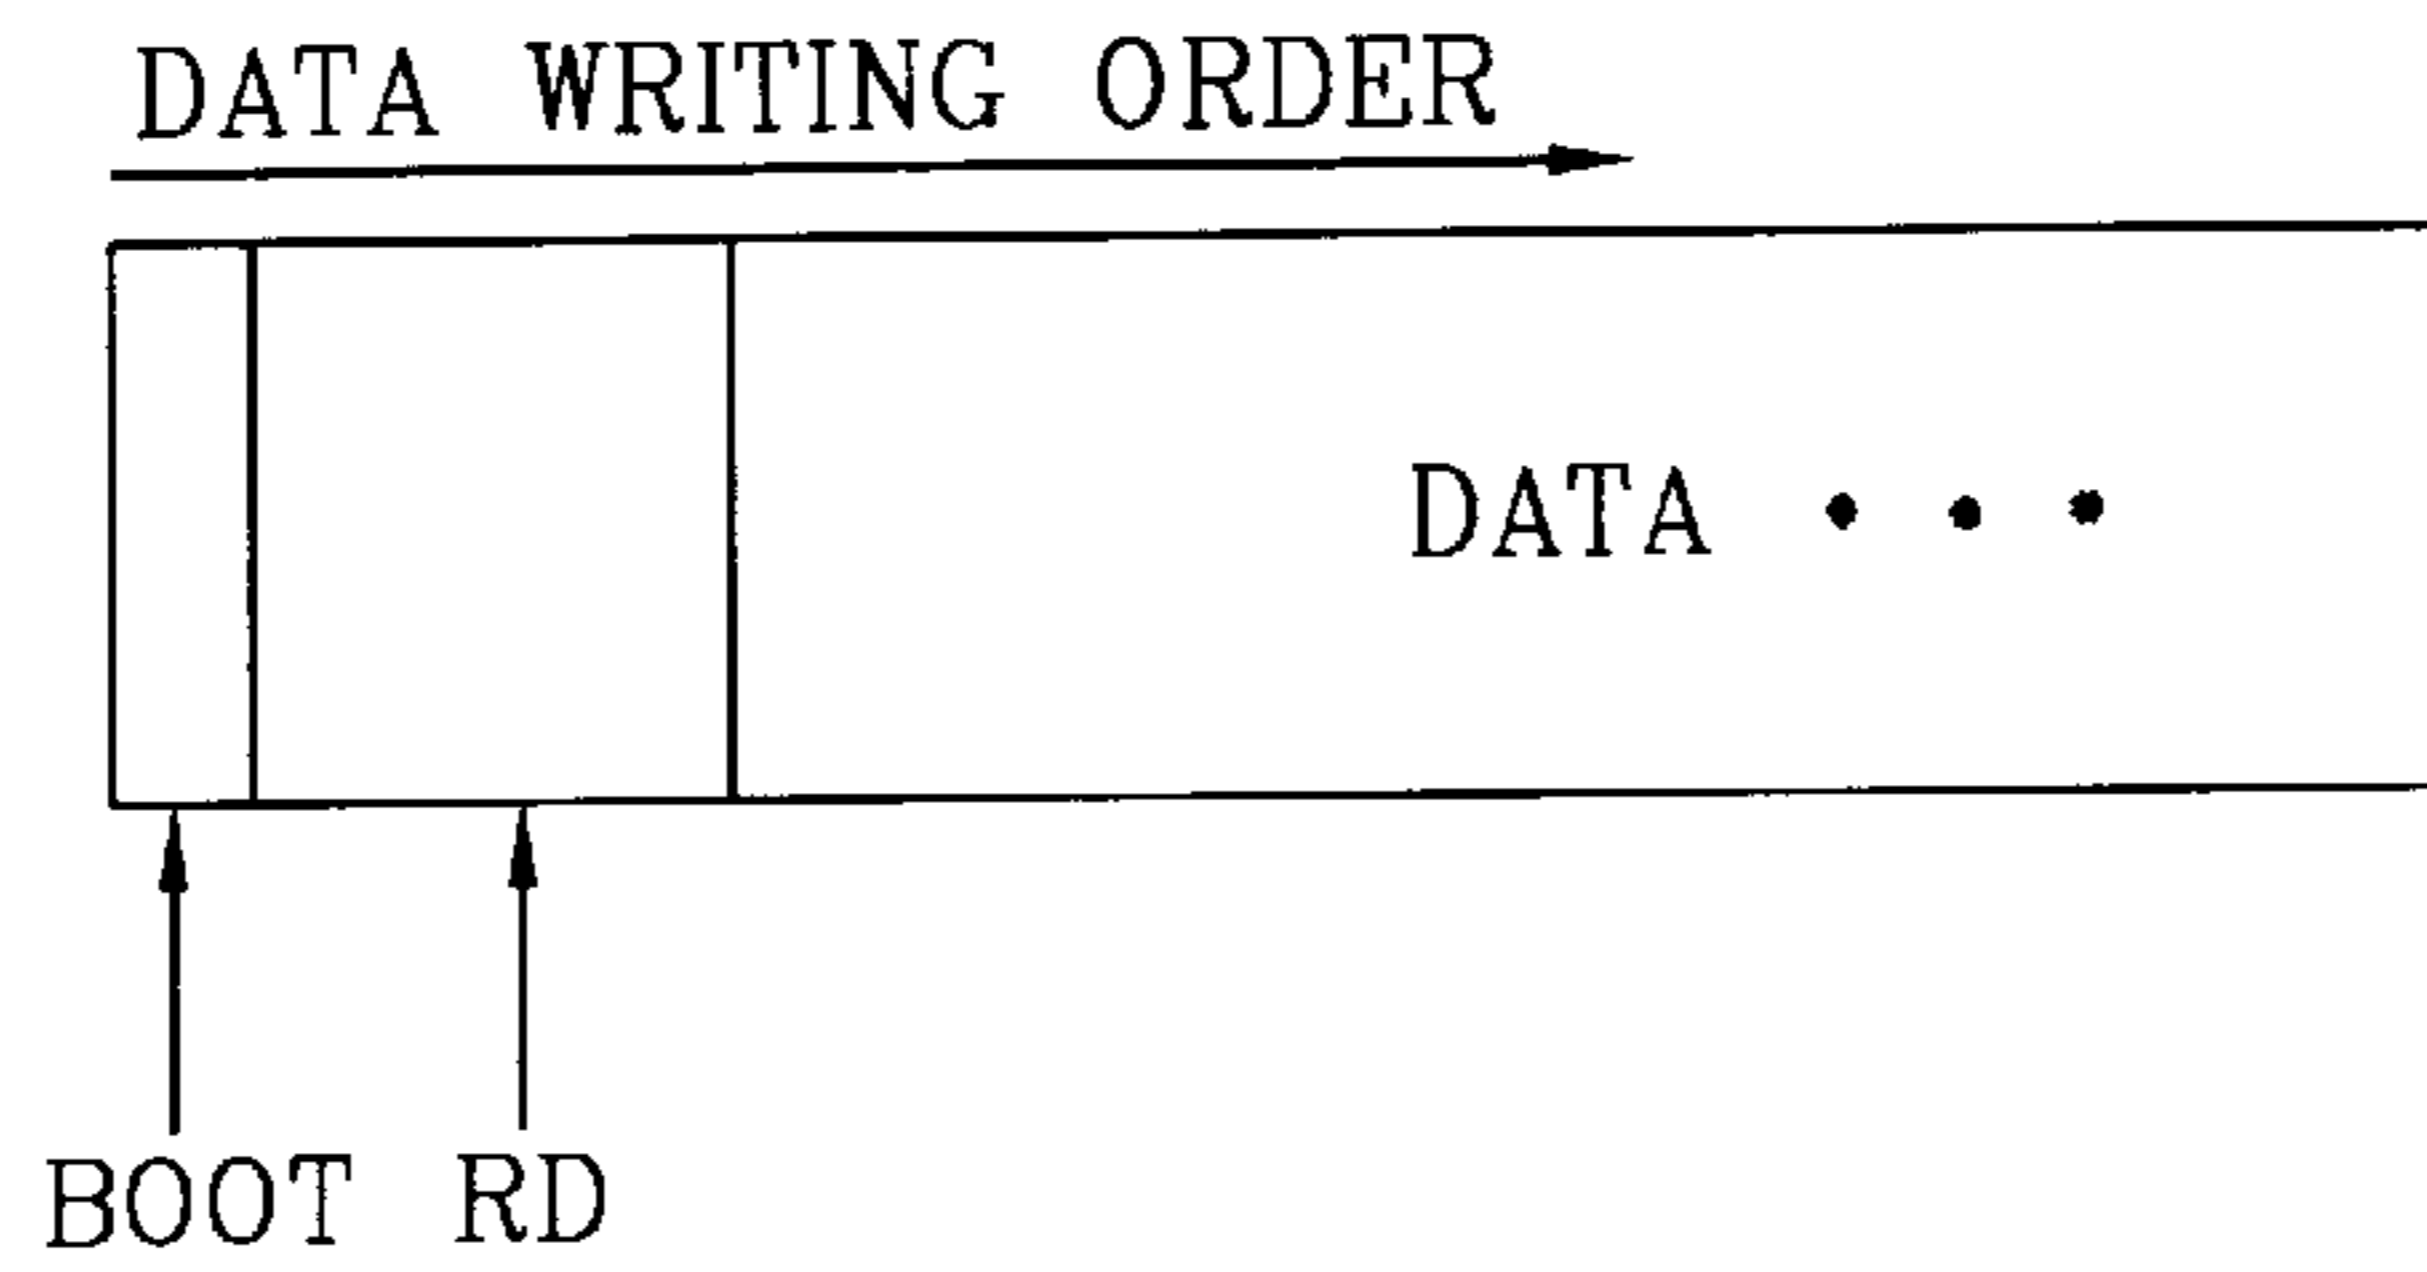 DATA WRITING ORDER
DATA • • •
BOOT RD